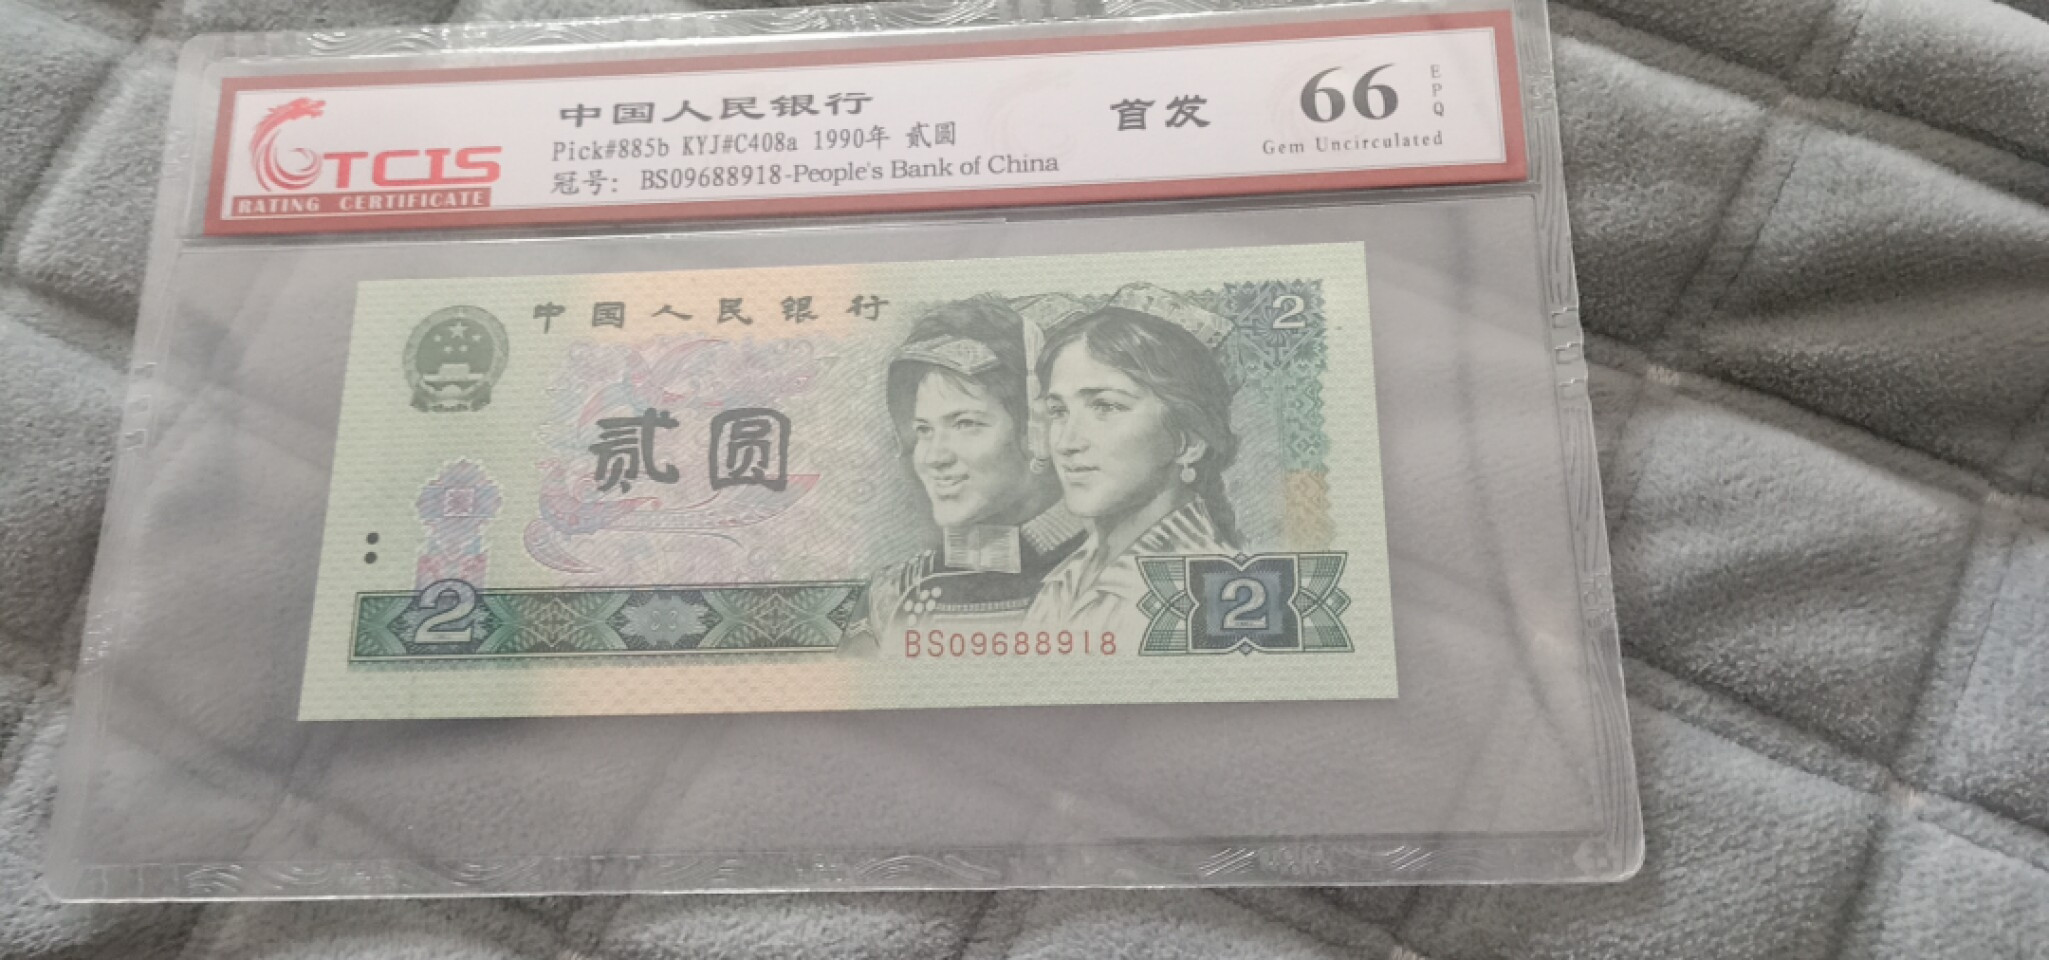 TCIS
RATING CERTIFICATE
中国人民银行
Pick#885b KYJ#C408a 1990年 贰圆
冠号: BS09688918-People's Bank of China
首发
66
EPQ
Gem Uncirculated
中国人民银行
2
贰圆
2
BS09688918
2